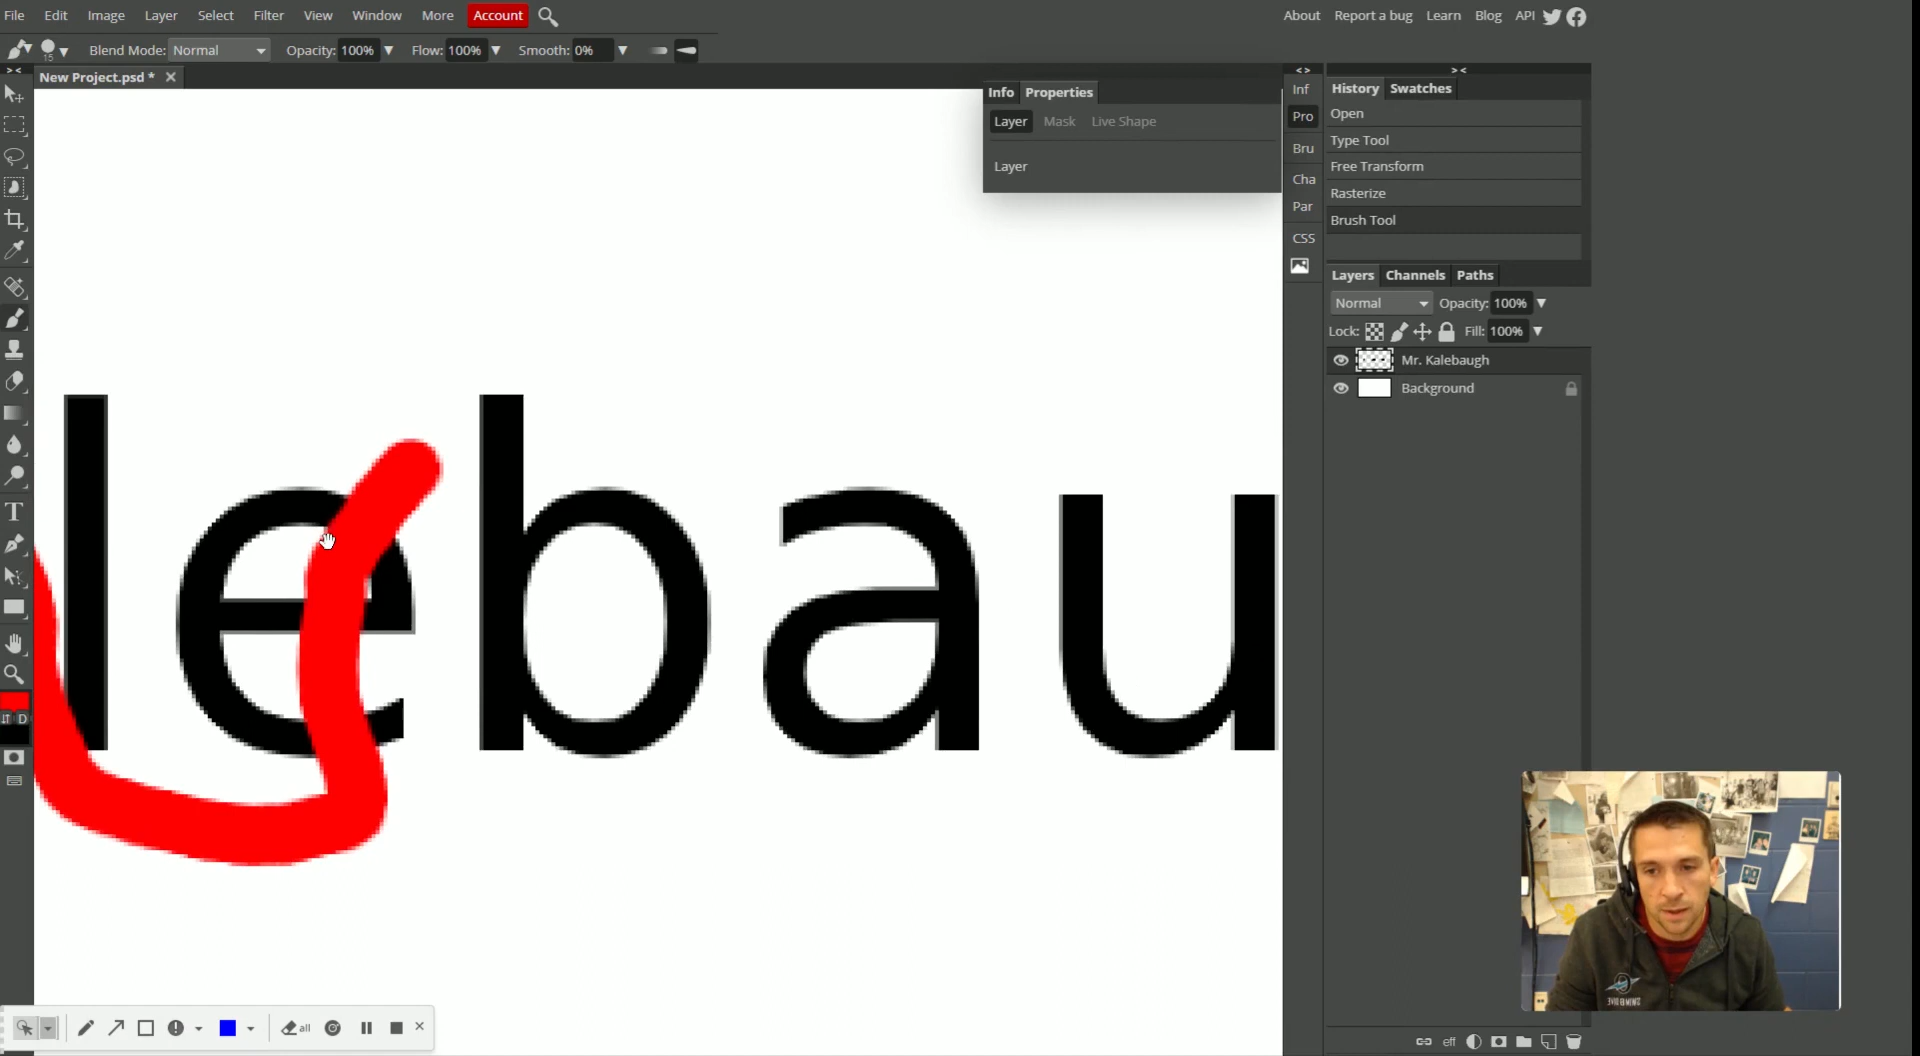 File Edit Image Layer Select Filter View Window More Account
About Report a bug Learn Blog API
15 Blend Mode: Normal Opacity: 100% Flow: 100% Smooth: 0%
New Project.psd *
Info Properties
Layer Mask Live Shape
Layer
Inf
Pro
Bru
Cha
Par
CSS
History Swatches
Open
Type Tool
Free Transform
Rasterize
Brush Tool
Layers Channels Paths
Normal Opacity: 100%
Lock: Fill: 100%
Mr. Kalebaugh
Background
lebau
D
all
eff